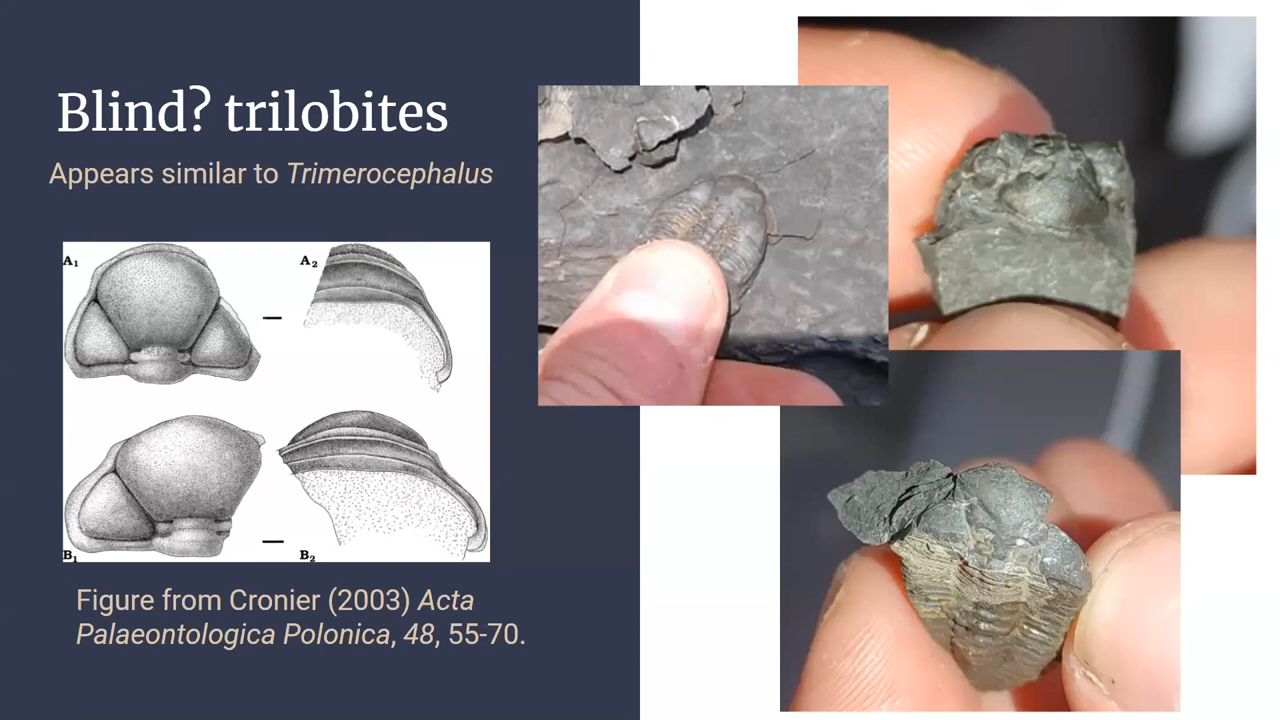 Blind? trilobites
Appears similar to Trimerocephalus
A1
A2
B1
B2
Figure from Cronier (2003) Acta
Palaeontologica Polonica, 48, 55-70.